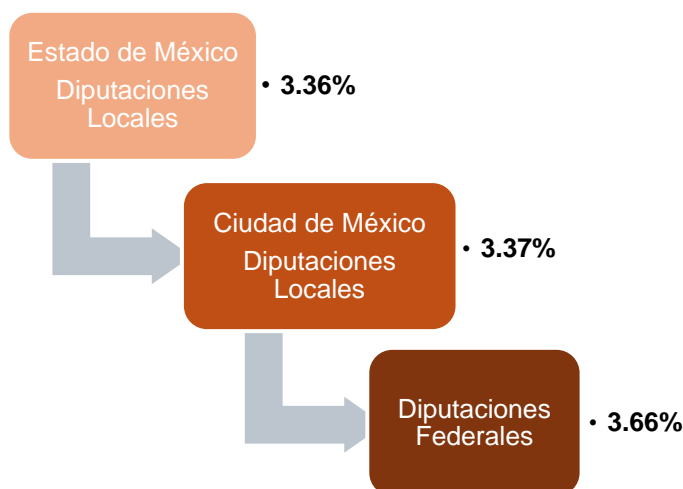 Estado de México
Diputaciones
Locales
• 3.36%
Ciudad de México
Diputaciones
Locales
• 3.37%
Diputaciones
Federales
• 3.66%